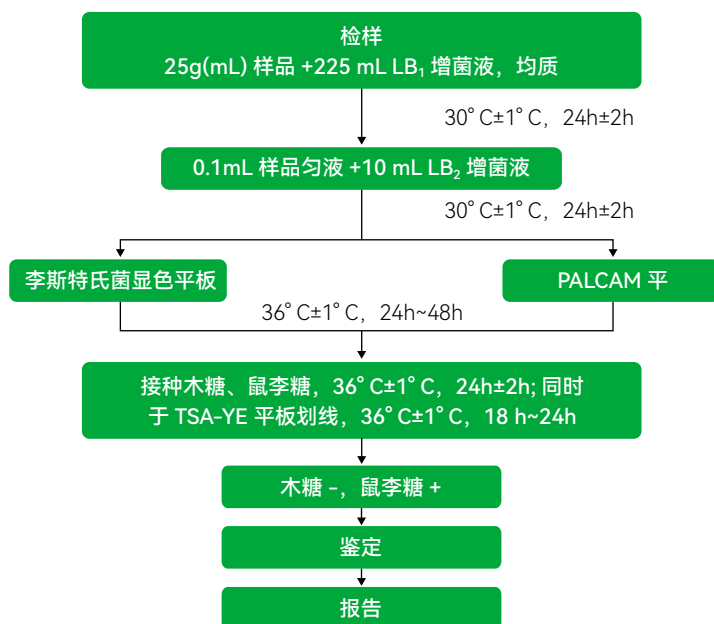 检样
25g(mL) 样品 +225 mL LB₁ 增菌液，均质
30°C±1°C，24h±2h
0.1mL 样品匀液 +10 mL LB₂ 增菌液
30°C±1°C，24h±2h
李斯特氏菌显色平板
PALCAM 平
36°C±1°C，24h~48h
接种木糖、鼠李糖，36°C±1°C，24h±2h; 同时
于 TSA-YE 平板划线，36°C±1°C，18 h~24h
木糖 -，鼠李糖 +
鉴定
报告